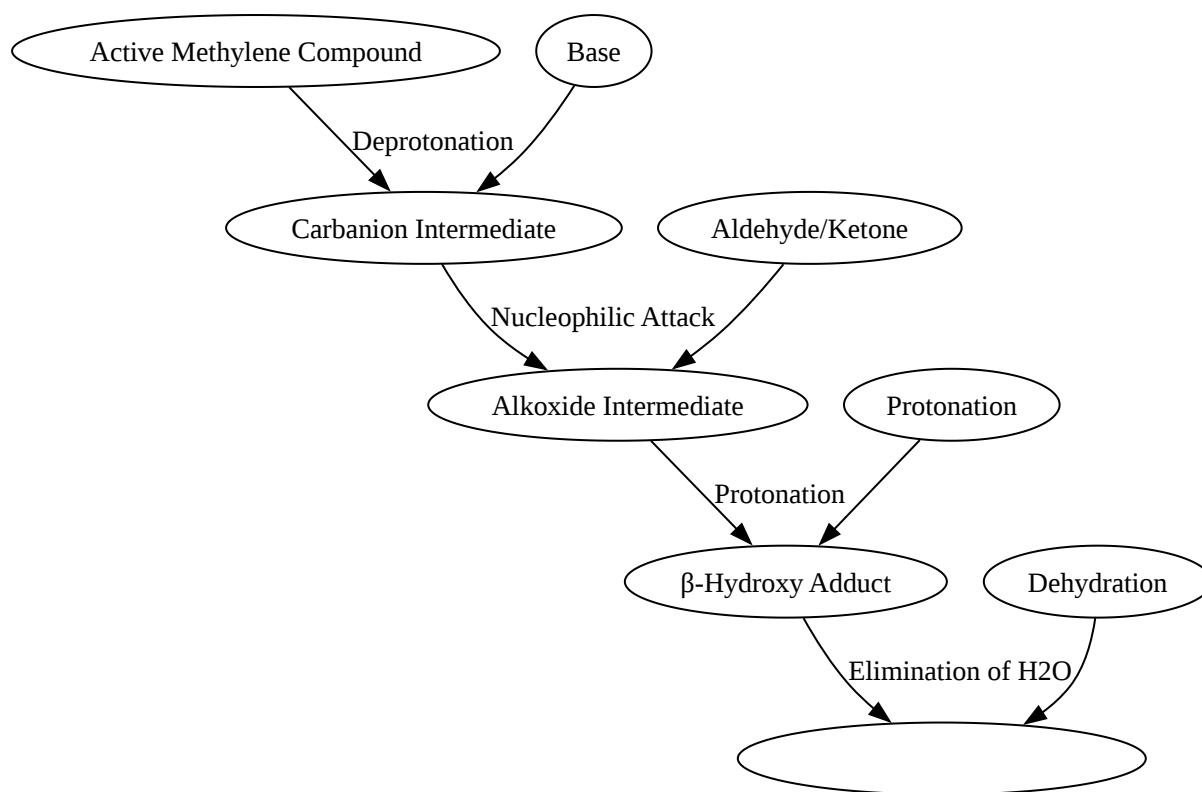 Active Methylene Compound
Base
Deprotonation
Carbanion Intermediate
Aldehyde/Ketone
Nucleophilic Attack
Alkoxide Intermediate
Protonation
Protonation
β-Hydroxy Adduct
Dehydration
Elimination of H2O